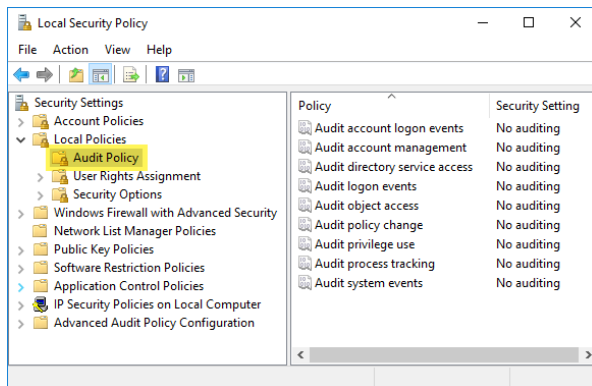 Local Security Policy
File Action View Help
Security Settings
Account Policies
Local Policies
Audit Policy
User Rights Assignment
Security Options
Windows Firewall with Advanced Security
Network List Manager Policies
Public Key Policies
Software Restriction Policies
Application Control Policies
IP Security Policies on Local Computer
Advanced Audit Policy Configuration
Policy Security Setting
Audit account logon events No auditing
Audit account management No auditing
Audit directory service access No auditing
Audit logon events No auditing
Audit object access No auditing
Audit policy change No auditing
Audit privilege use No auditing
Audit process tracking No auditing
Audit system events No auditing